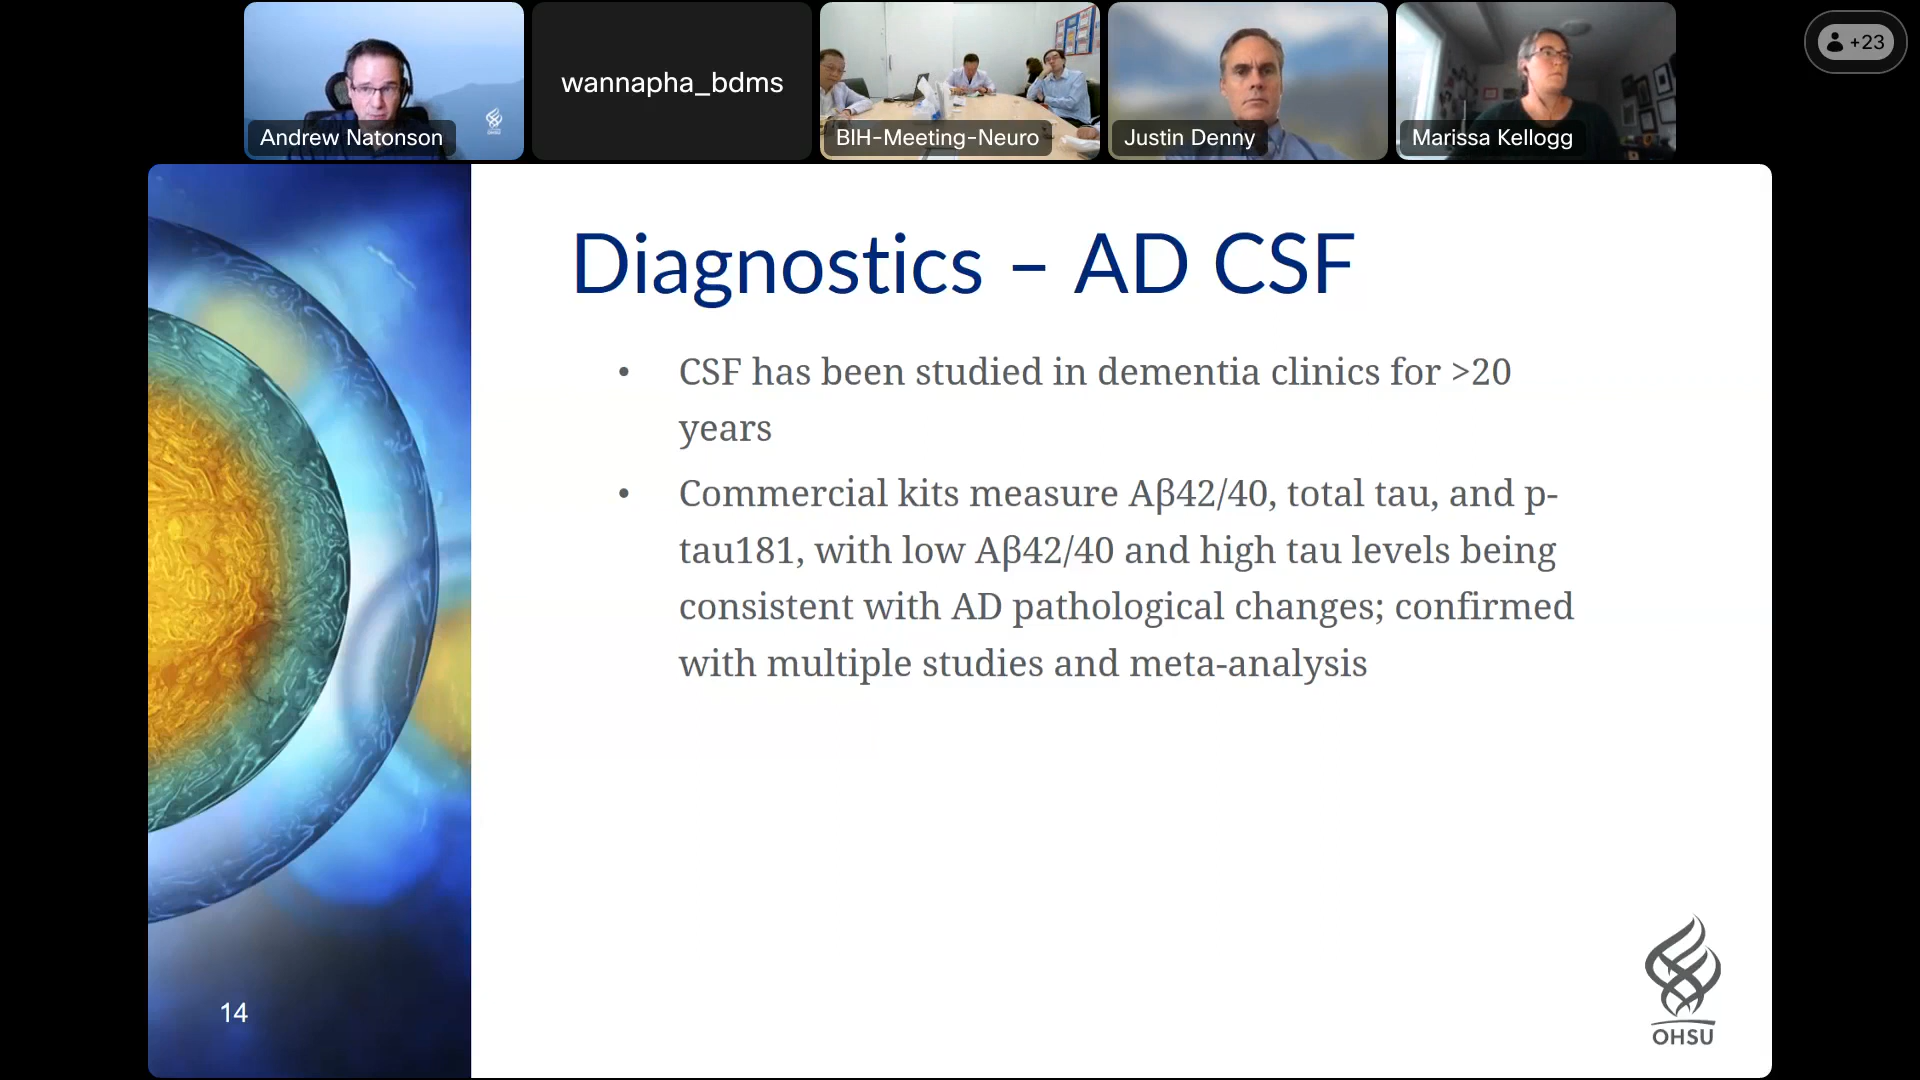 Andrew Natonson
wannapha_bdms
BIH-Meeting-Neuro
Justin Denny
Marissa Kellogg
+23
Diagnostics – AD CSF
• CSF has been studied in dementia clinics for >20
years
• Commercial kits measure Aβ42/40, total tau, and p-
tau181, with low Aβ42/40 and high tau levels being
consistent with AD pathological changes; confirmed
with multiple studies and meta-analysis
14
OHSU